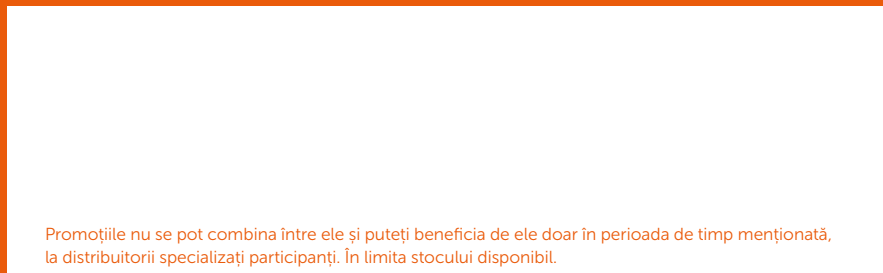 Promoțiile nu se pot combina între ele și puteți beneficia de ele doar în perioada de timp menționată,
la distribuitorii specializați participanți. În limita stocului disponibil.